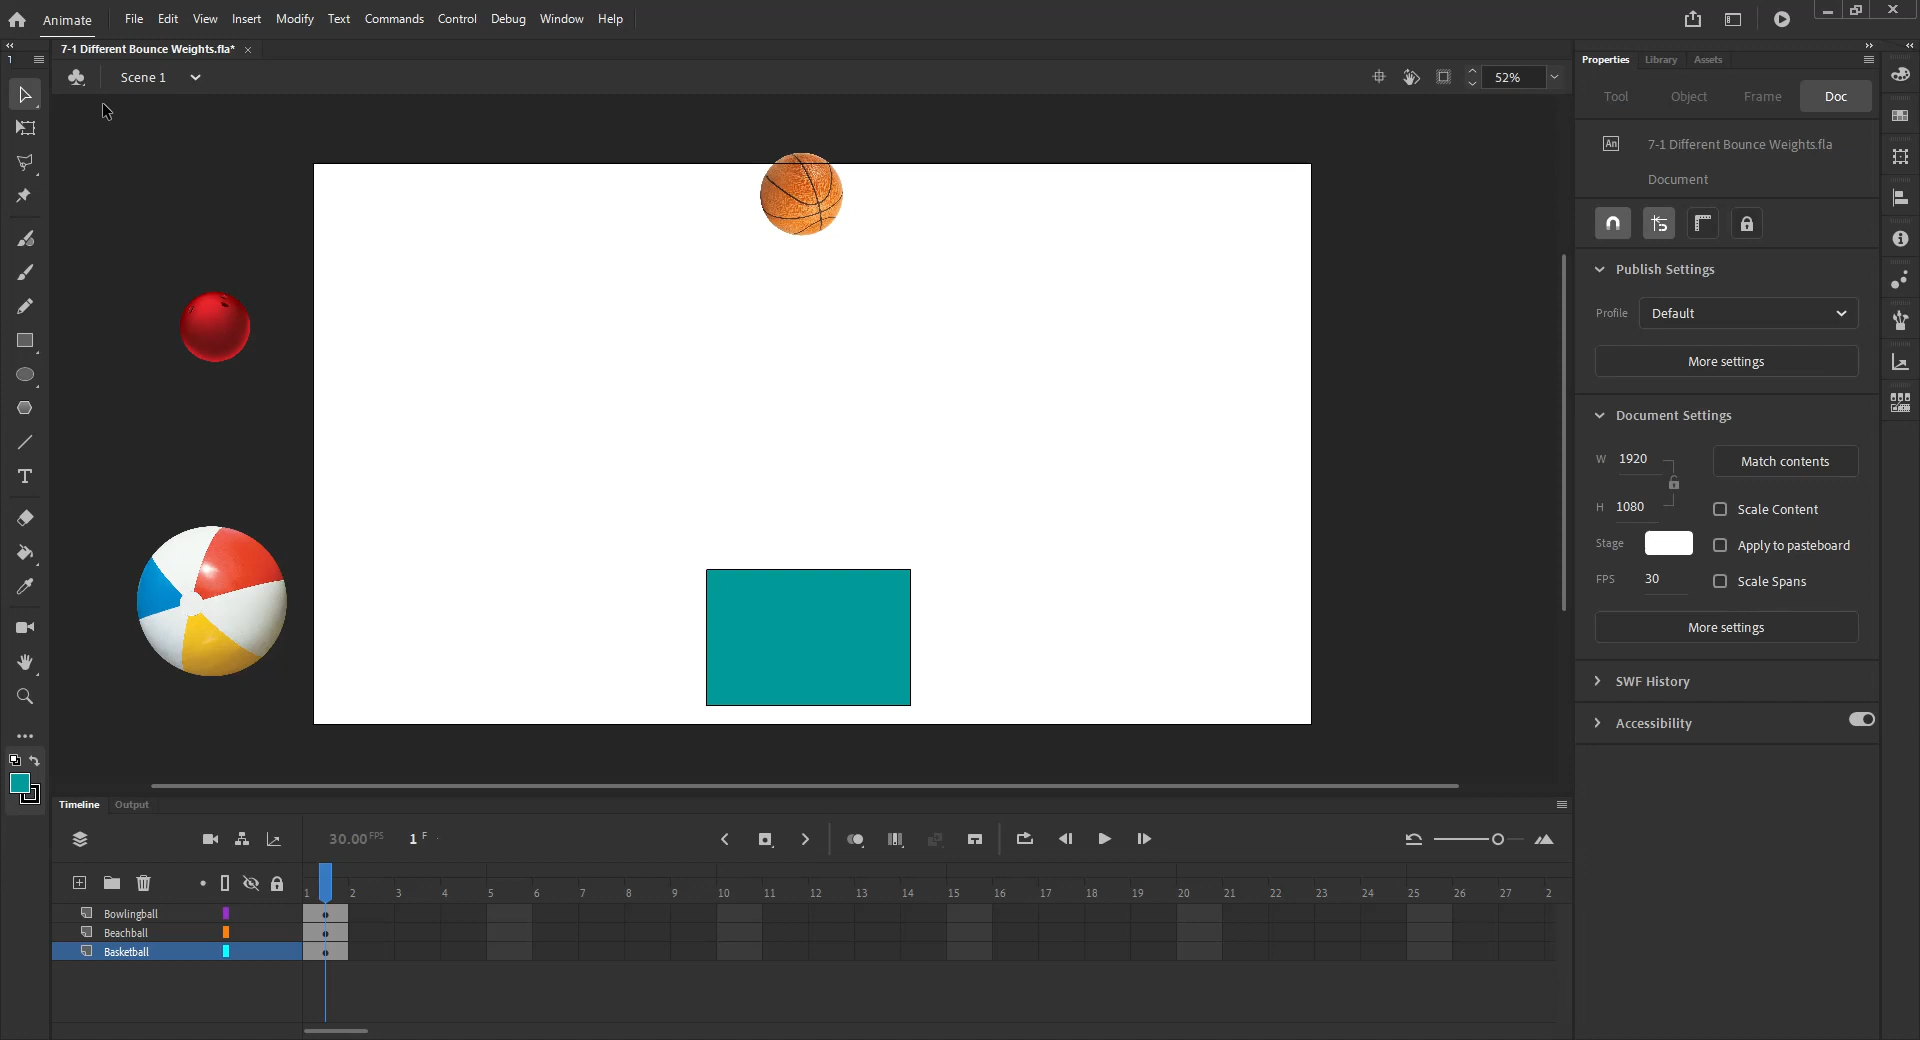 Animate File Edit View Insert Modify Text Commands Control Debug Window Help
7-1 Different Bounce Weights.fla* ×
1
Scene 1
52%
Properties Library Assets
Tool Object Frame Doc
An 7-1 Different Bounce Weights.fla
Document
Publish Settings
Profile Default
More settings
Document Settings
W 1920 Match contents
H 1080 Scale Content
Stage Apply to pasteboard
FPS 30 Scale Spans
More settings
SWF History
Accessibility
Timeline Output
30.00 FPS 1 F
1 2 3 4 5 6 7 8 9 10 11 12 13 14 15 16 17 18 19 20 21 22 23 24 25 26 27 2
Bowlingball
Beachball
Basketball